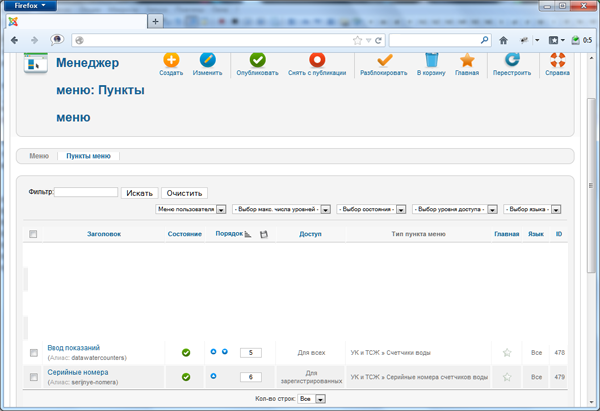 Firefox
0:5
Менеджер
меню: Пункты
меню
Создать
Изменить
Опубликовать
Снять с публикации
Разблокировать
В корзину
Главная
Перестроить
Справка
Меню
Пункты меню
Фильтр:
Искать
Очистить
Меню пользователя
- Выбор макс. числа уровней -
- Выбор состояния -
- Выбор уровня доступа -
- Выбор языка -
Заголовок
Состояние
Порядок
Доступ
Тип пункта меню
Главная
Язык
ID
Ввод показаний
(Алиас: datawatercounters)
5
Для всех
УК и ТСЖ » Счетчики воды
Все
478
Серийные номера
(Алиас: serijnye-nomera)
6
Для
зарегистрированных
УК и ТСЖ » Серийные номера счетчиков воды
Все
479
Кол-во строк: Все